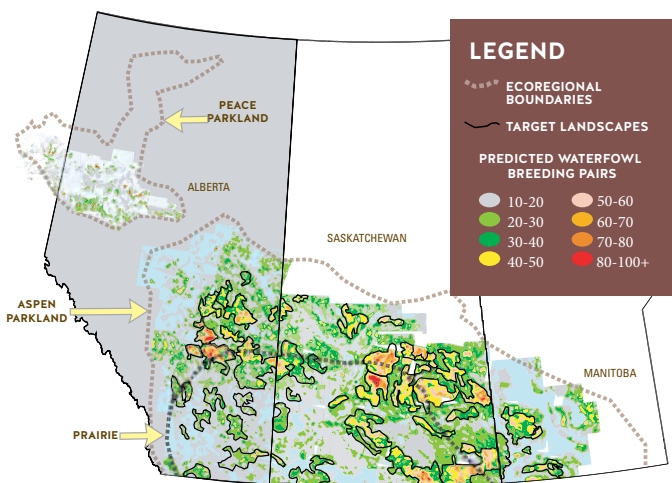 LEGEND
ECOREGIONAL
BOUNDARIES
TARGET LANDSCAPES
PREDICTED WATERFOWL
BREEDING PAIRS
10-20
20-30
30-40
40-50
50-60
60-70
70-80
80-100+
PEACE
PARKLAND
ALBERTA
SASKATCHEWAN
ASPEN
PARKLAND
MANITOBA
PRAIRIE